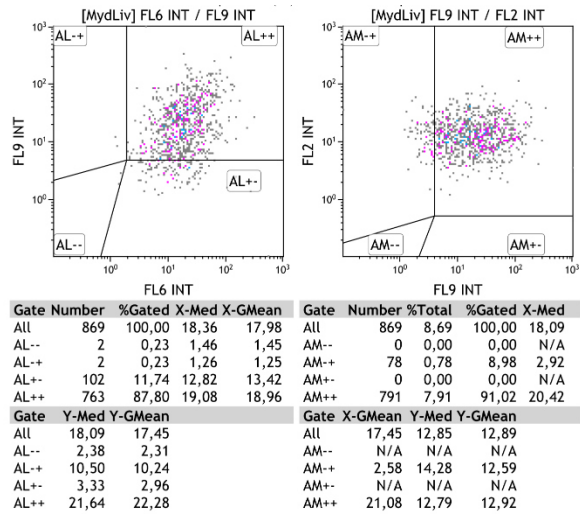 [MydLiv] FL6 INT / FL9 INT
AL-+
AL++
AL+-
AL--
10³
10²
10¹
10⁰
FL9 INT
10⁰ 10¹ 10² 10³
FL6 INT
[MydLiv] FL9 INT / FL2 INT
AM-+
AM++
AM--
AM+-
10³
10²
10¹
10⁰
FL2 INT
10⁰ 10¹ 10² 10³
FL9 INT
Gate Number %Gated X-Med X-GMean
All 869 100,00 18,36 17,98
AL-- 2 0,23 1,46 1,45
AL-+ 2 0,23 1,26 1,25
AL+- 102 11,74 12,82 13,42
AL++ 763 87,80 19,08 18,96
Gate Y-Med Y-GMean
All 18,09 17,45
AL-- 2,38 2,31
AL-+ 10,50 10,24
AL+- 3,33 2,96
AL++ 21,64 22,28
Gate Number %Total %Gated X-Med
All 869 8,69 100,00 18,09
AM-- 0 0,00 0,00 N/A
AM-+ 78 0,78 8,98 2,92
AM+- 0 0,00 0,00 N/A
AM++ 791 7,91 91,02 20,42
Gate X-GMean Y-Med Y-GMean
All 17,45 12,85 12,89
AM-- N/A N/A N/A
AM-+ 2,58 14,28 12,59
AM+- N/A N/A N/A
AM++ 21,08 12,79 12,92